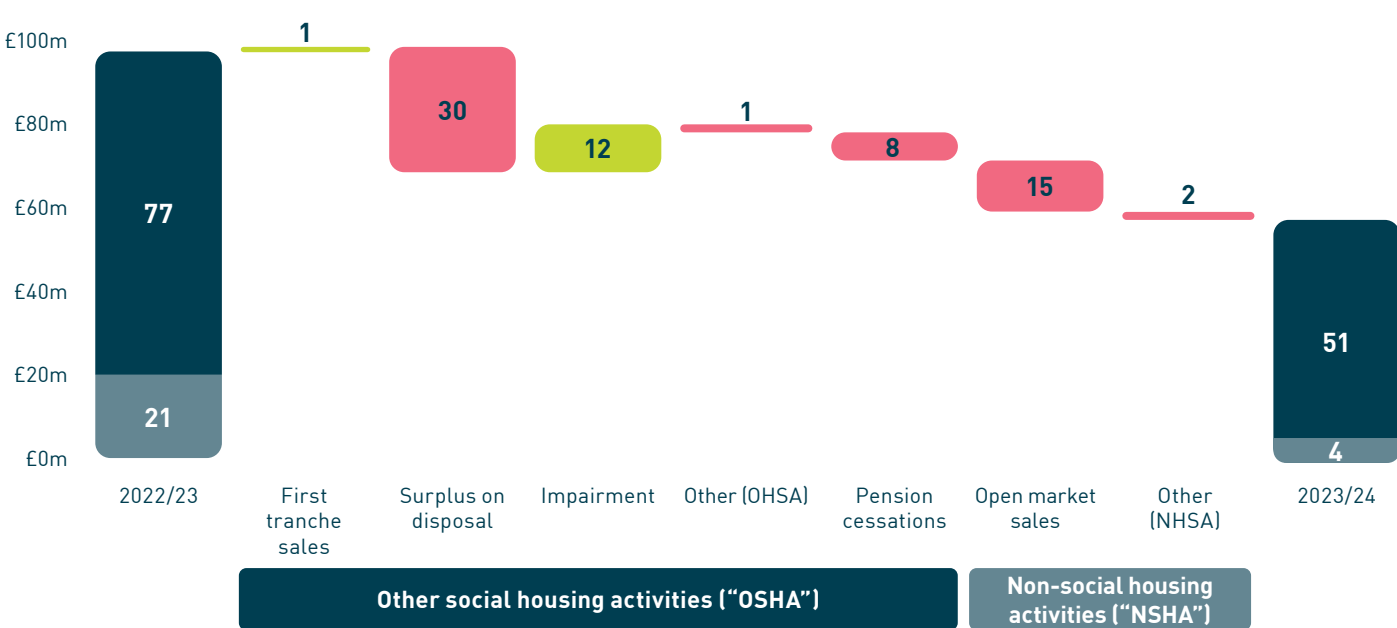 £100m
£80m
£60m
£40m
£20m
£0m
77
21
1
30
12
1
8
15
2
51
4
2022/23
First
tranche
sales
Surplus on
disposal
Impairment
Other (OHSA)
Pension
cessations
Open market
sales
Other
(NHSA)
2023/24
Other social housing activities (“OSHA”)
Non-social housing
activities (“NSHA”)